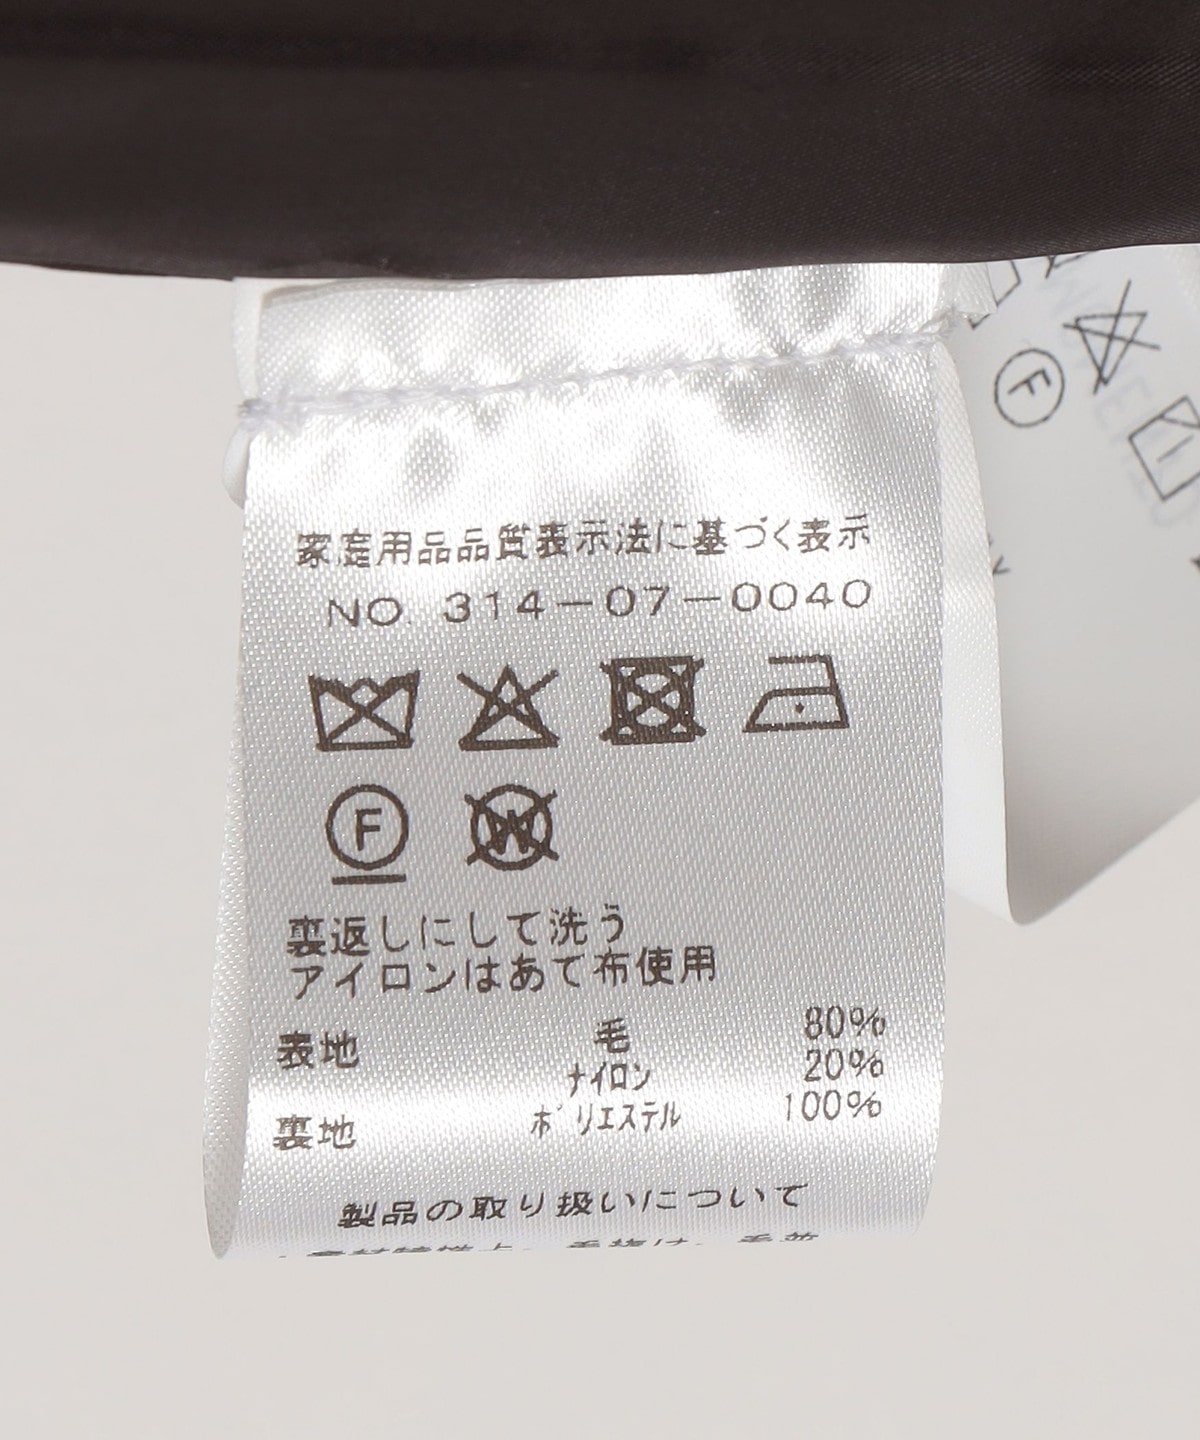 家庭用品品質表示法に基づく表示
NO. 314-07-0040
F
W
裏返しにして洗う
アイロンはあて布使用
表地 毛 80%
ナイロン 20%
裏地 ポリエステル 100%
製品の取り扱いについて
F